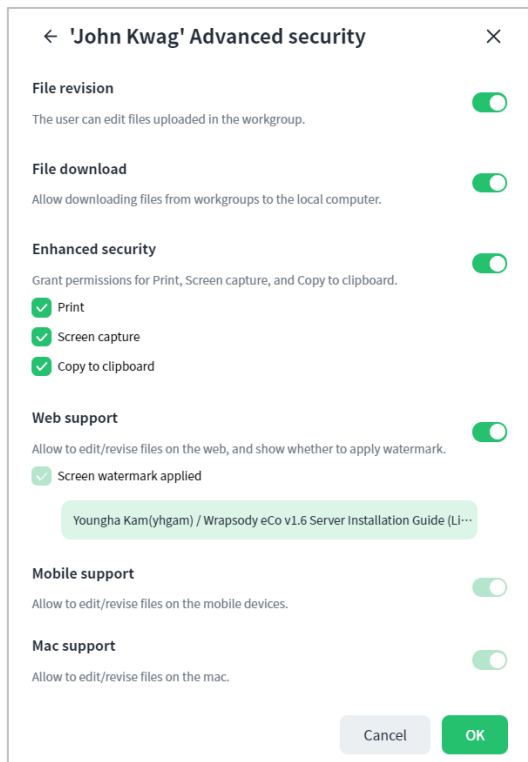 'John Kwag' Advanced security
File revision
The user can edit files uploaded in the workgroup.
File download
Allow downloading files from workgroups to the local computer.
Enhanced security
Grant permissions for Print, Screen capture, and Copy to clipboard.
Print
Screen capture
Copy to clipboard
Web support
Allow to edit/revise files on the web, and show whether to apply watermark.
Screen watermark applied
Youngha Kam(yhgam) / Wrapsody eCo v1.6 Server Installation Guide (Li···
Mobile support
Allow to edit/revise files on the mobile devices.
Mac support
Allow to edit/revise files on the mac.
Cancel OK